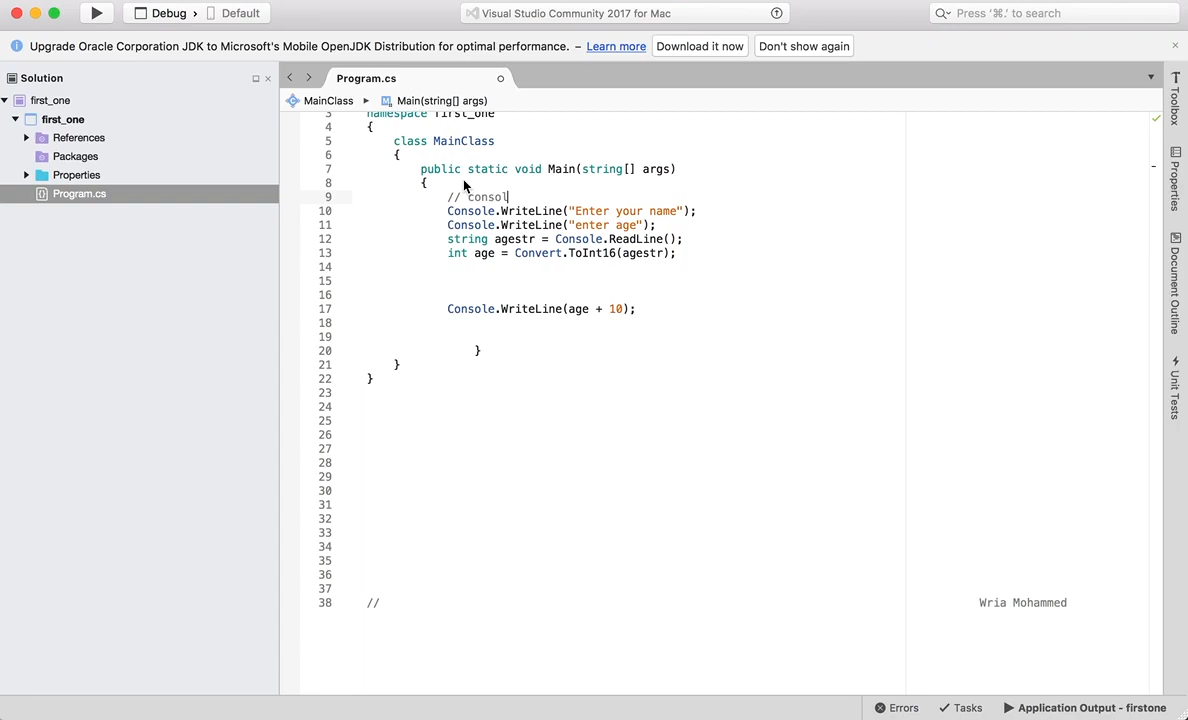 Debug › Default
Visual Studio Community 2017 for Mac
Press '⌘.' to search
Upgrade Oracle Corporation JDK to Microsoft's Mobile OpenJDK Distribution for optimal performance. – Learn more Download it now Don't show again
Solution
first_one
first_one
References
Packages
Properties
Program.cs
Program.cs
MainClass Main(string[] args)
3 namespace first_one
4 {
5 class MainClass
6 {
7 public static void Main(string[] args)
8 {
9 // consol
10 Console.WriteLine("Enter your name");
11 Console.WriteLine("enter age");
12 string agestr = Console.ReadLine();
13 int age = Convert.ToInt16(agestr);
14
15
16
17 Console.WriteLine(age + 10);
18
19
20 }
21 }
22 }
23
24
25
26
27
28
29
30
31
32
33
34
35
36
37
38 // Wria Mohammed
Toolbox
Properties
Document Outline
Unit Tests
Errors Tasks Application Output - firstone